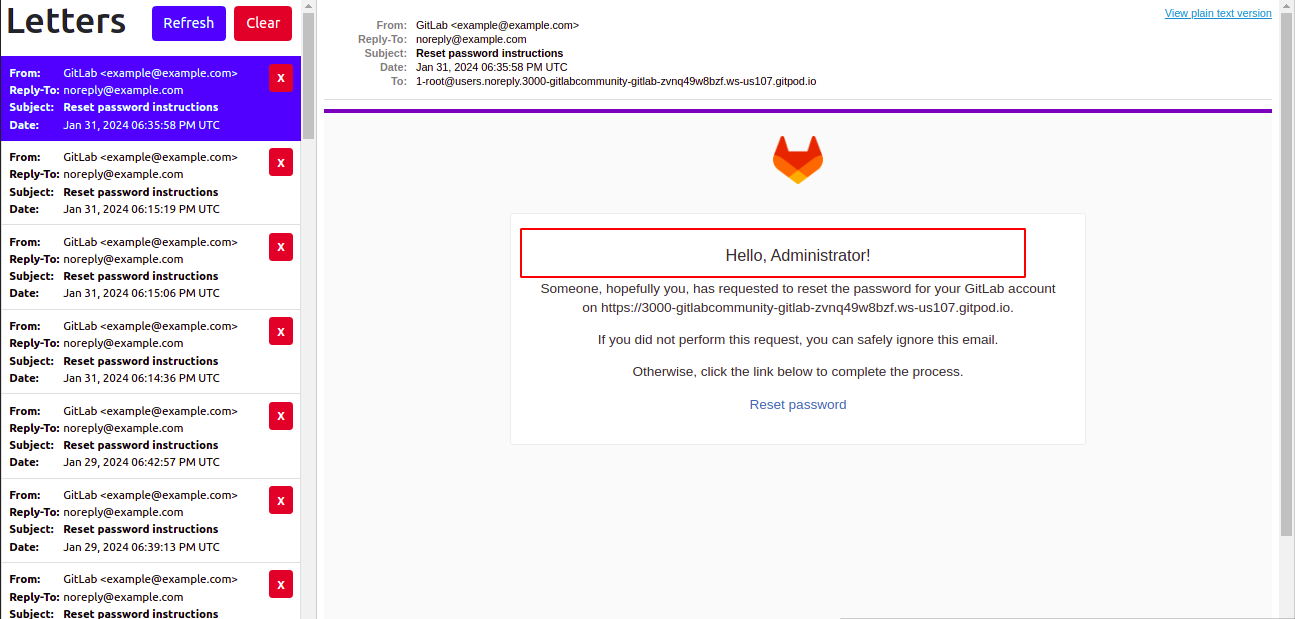 Letters
Refresh
Clear
From: GitLab <example@example.com>
X
Reply-To: noreply@example.com
Subject: Reset password instructions
Date: Jan 31, 2024 06:35:58 PM UTC
From: GitLab <example@example.com>
X
Reply-To: noreply@example.com
Subject: Reset password instructions
Date: Jan 31, 2024 06:15:19 PM UTC
From: GitLab <example@example.com>
X
Reply-To: noreply@example.com
Subject: Reset password instructions
Date: Jan 31, 2024 06:15:06 PM UTC
From: GitLab <example@example.com>
X
Reply-To: noreply@example.com
Subject: Reset password instructions
Date: Jan 31, 2024 06:14:36 PM UTC
From: GitLab <example@example.com>
X
Reply-To: noreply@example.com
Subject: Reset password instructions
Date: Jan 29, 2024 06:42:57 PM UTC
From: GitLab <example@example.com>
X
Reply-To: noreply@example.com
Subject: Reset password instructions
Date: Jan 29, 2024 06:39:13 PM UTC
From: GitLab <example@example.com>
X
Reply-To: noreply@example.com
Subject: Reset password instructions
View plain text version
From: GitLab <example@example.com>
Reply-To: noreply@example.com
Subject: Reset password instructions
Date: Jan 31, 2024 06:35:58 PM UTC
To: 1-root@users.noreply.3000-gitlabcommunity-gitlab-zvnq49w8bzf.ws-us107.gitpod.io
Hello, Administrator!
Someone, hopefully you, has requested to reset the password for your GitLab account
on https://3000-gitlabcommunity-gitlab-zvnq49w8bzf.ws-us107.gitpod.io.
If you did not perform this request, you can safely ignore this email.
Otherwise, click the link below to complete the process.
Reset password